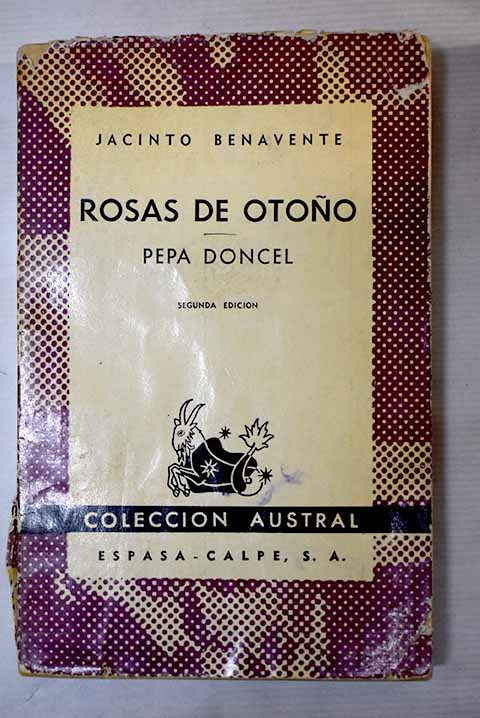 JACINTO BENAVENTE
ROSAS DE OTOÑO
PEPA DONCEL
SEGUNDA EDICION
COLECCION AUSTRAL
ESPASA-CALPE, S. A.